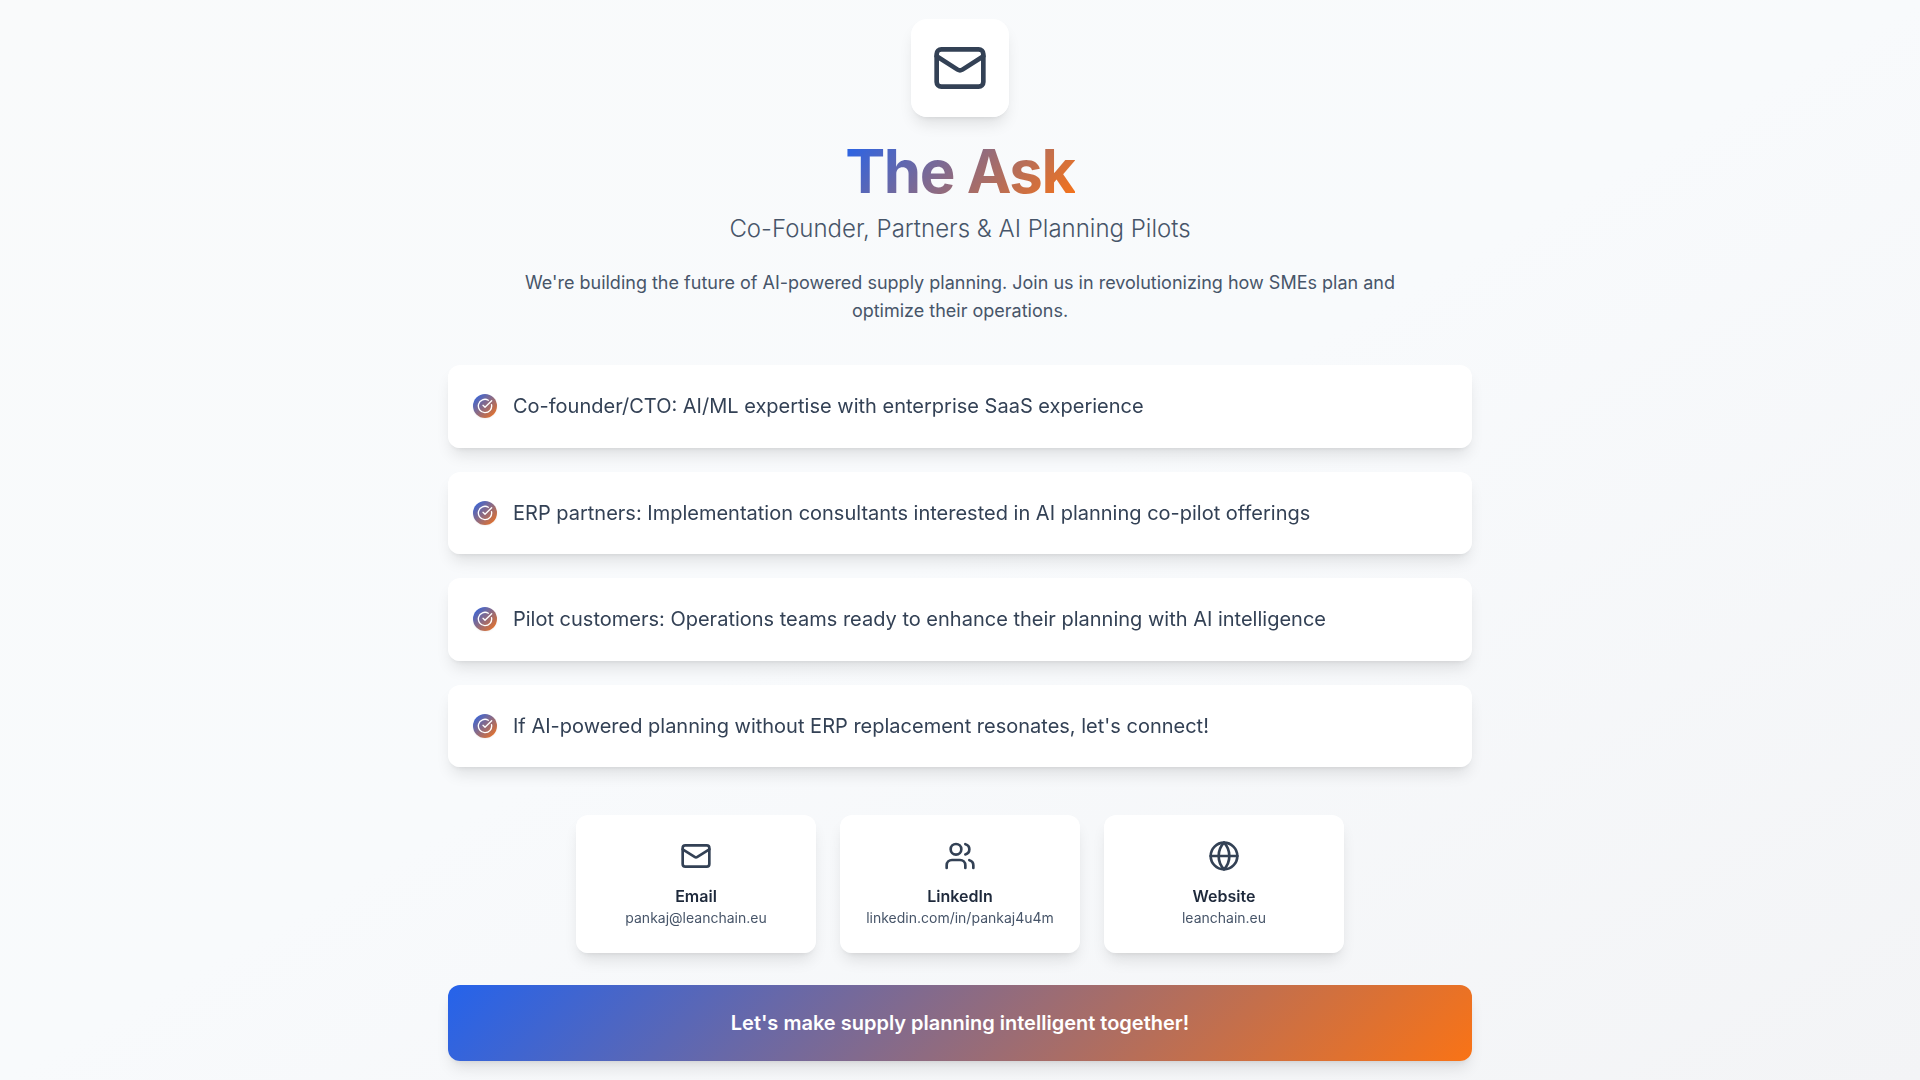 The Ask
Co-Founder, Partners & AI Planning Pilots
We're building the future of AI-powered supply planning. Join us in revolutionizing how SMEs plan and
optimize their operations.
Co-founder/CTO: AI/ML expertise with enterprise SaaS experience
ERP partners: Implementation consultants interested in AI planning co-pilot offerings
Pilot customers: Operations teams ready to enhance their planning with AI intelligence
If AI-powered planning without ERP replacement resonates, let's connect!
Email
pankaj@leanchain.eu
LinkedIn
linkedin.com/in/pankaj4u4m
Website
leanchain.eu
Let's make supply planning intelligent together!